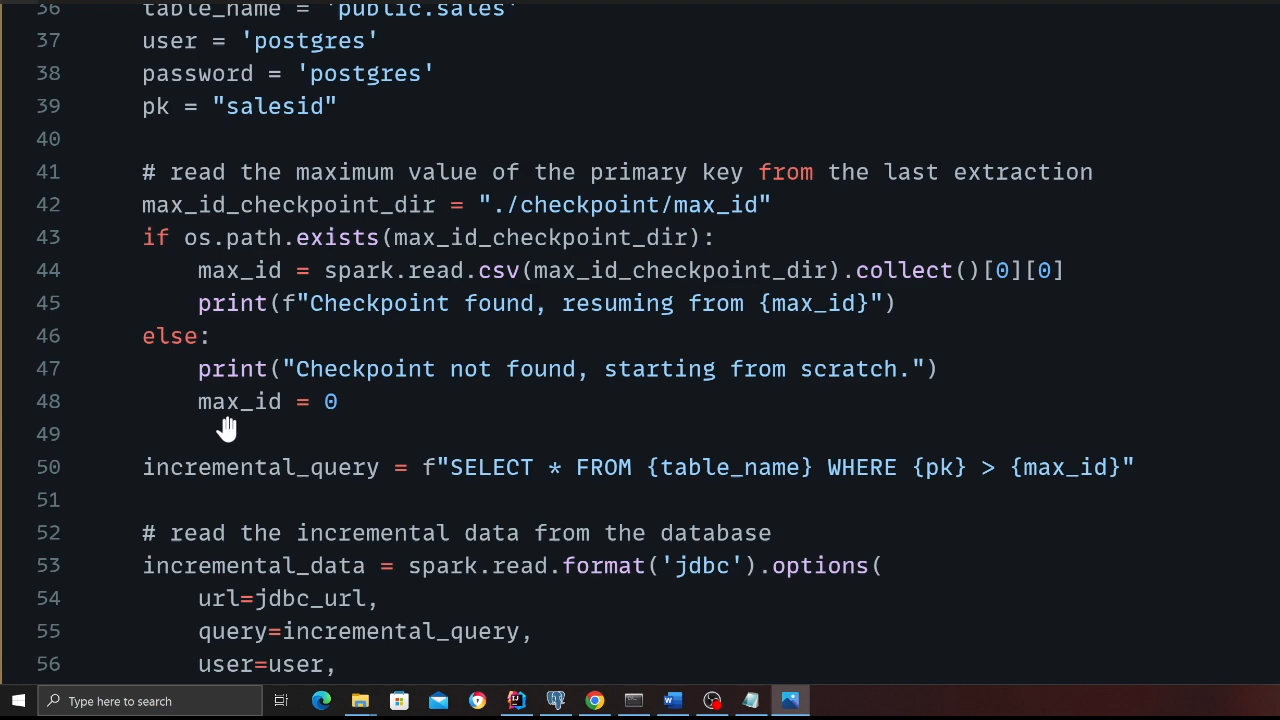 36 table_name = 'public.sales'
37 user = 'postgres'
38 password = 'postgres'
39 pk = "salesid"
40
41 # read the maximum value of the primary key from the last extraction
42 max_id_checkpoint_dir = "./checkpoint/max_id"
43 if os.path.exists(max_id_checkpoint_dir):
44 max_id = spark.read.csv(max_id_checkpoint_dir).collect()[0][0]
45 print(f"Checkpoint found, resuming from {max_id}")
46 else:
47 print("Checkpoint not found, starting from scratch.")
48 max_id = 0
49
50 incremental_query = f"SELECT * FROM {table_name} WHERE {pk} > {max_id}"
51
52 # read the incremental data from the database
53 incremental_data = spark.read.format('jdbc').options(
54 url=jdbc_url,
55 query=incremental_query,
56 user=user,
Type here to search